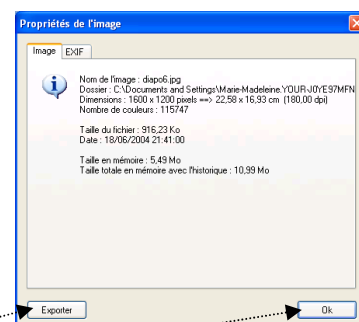 Propriétés de l'image
Image EXIF
Nom de l'image : diapo6.jpg
Dossier : C:\Documents and Settings\Marie-Madeleine.YOUR-J0YE97MFN
Dimensions : 1600 x 1200 pixels ==> 22,58 x 16,93 cm (180,00 dpi)
Nombre de couleurs : 115747
Taille du fichier : 916,23 Ko
Date : 18/06/2004 21:41:00
Taille en mémoire : 5,49 Mo
Taille totale en mémoire avec l'historique : 10,99 Mo
Exporter Ok